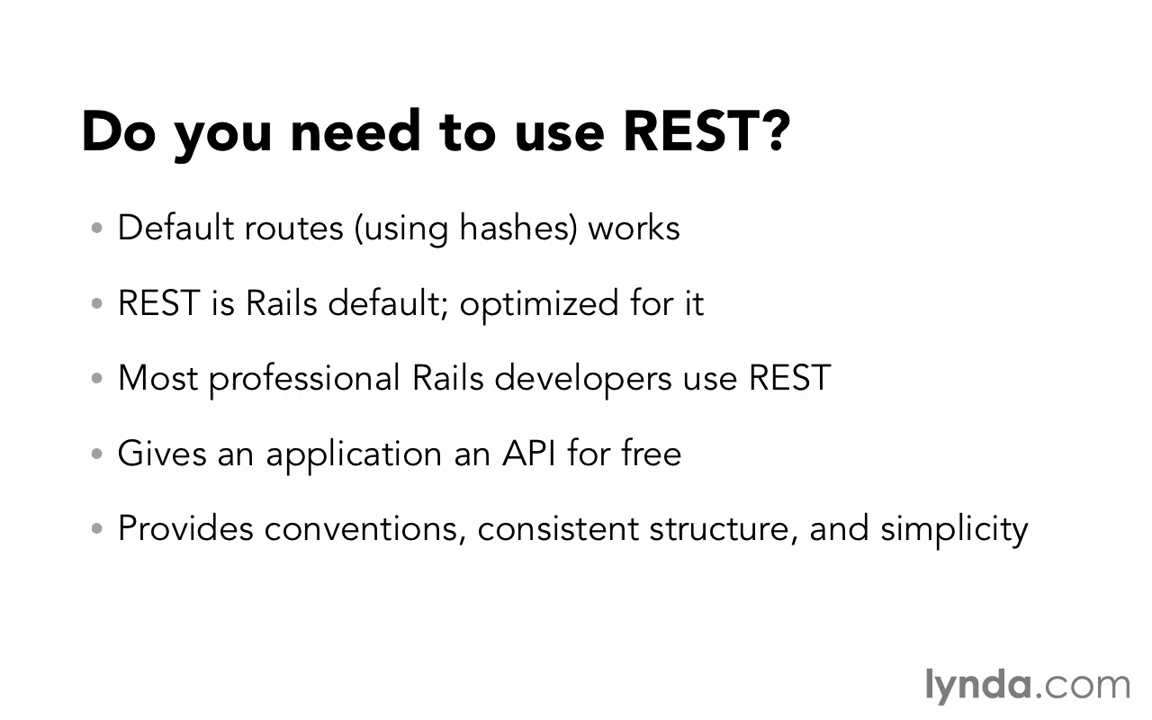 Do you need to use REST?
• Default routes (using hashes) works
• REST is Rails default; optimized for it
• Most professional Rails developers use REST
• Gives an application an API for free
• Provides conventions, consistent structure, and simplicity
lynda.com